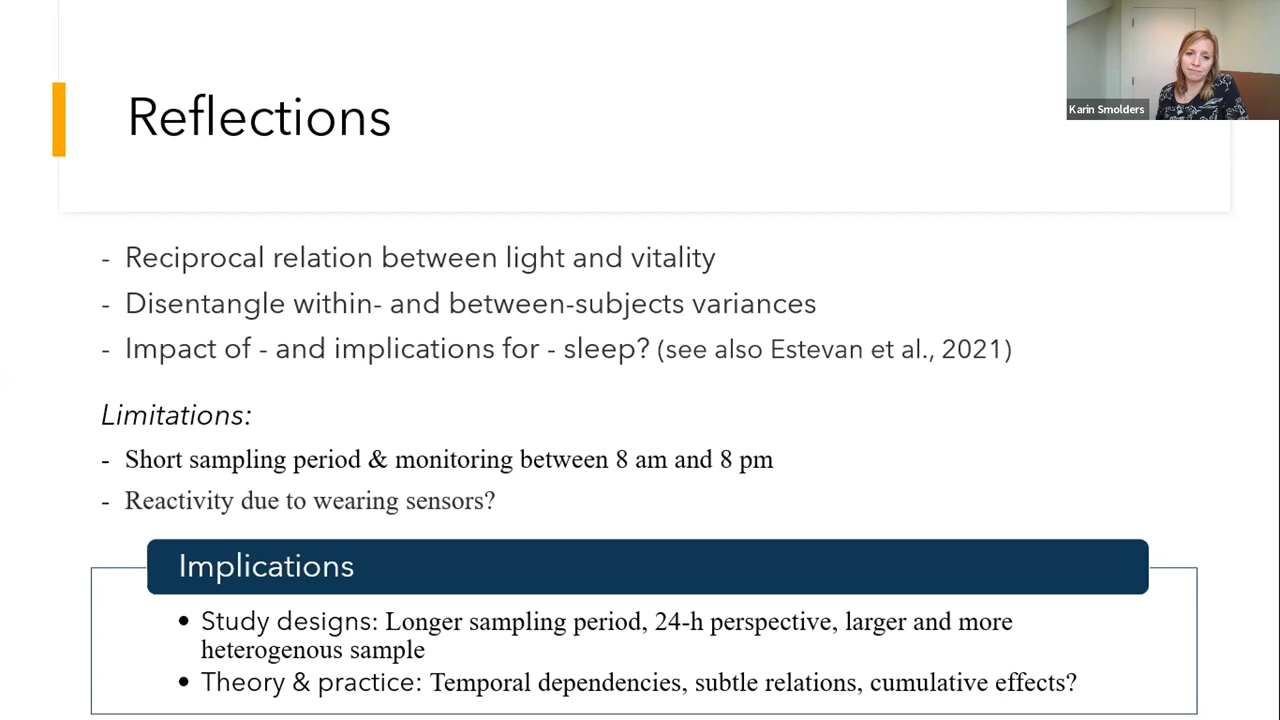 Karin Smolders
Reflections
- Reciprocal relation between light and vitality
- Disentangle within- and between-subjects variances
- Impact of - and implications for - sleep? (see also Estevan et al., 2021)
Limitations:
- Short sampling period & monitoring between 8 am and 8 pm
- Reactivity due to wearing sensors?
Implications
• Study designs: Longer sampling period, 24-h perspective, larger and more
heterogenous sample
• Theory & practice: Temporal dependencies, subtle relations, cumulative effects?